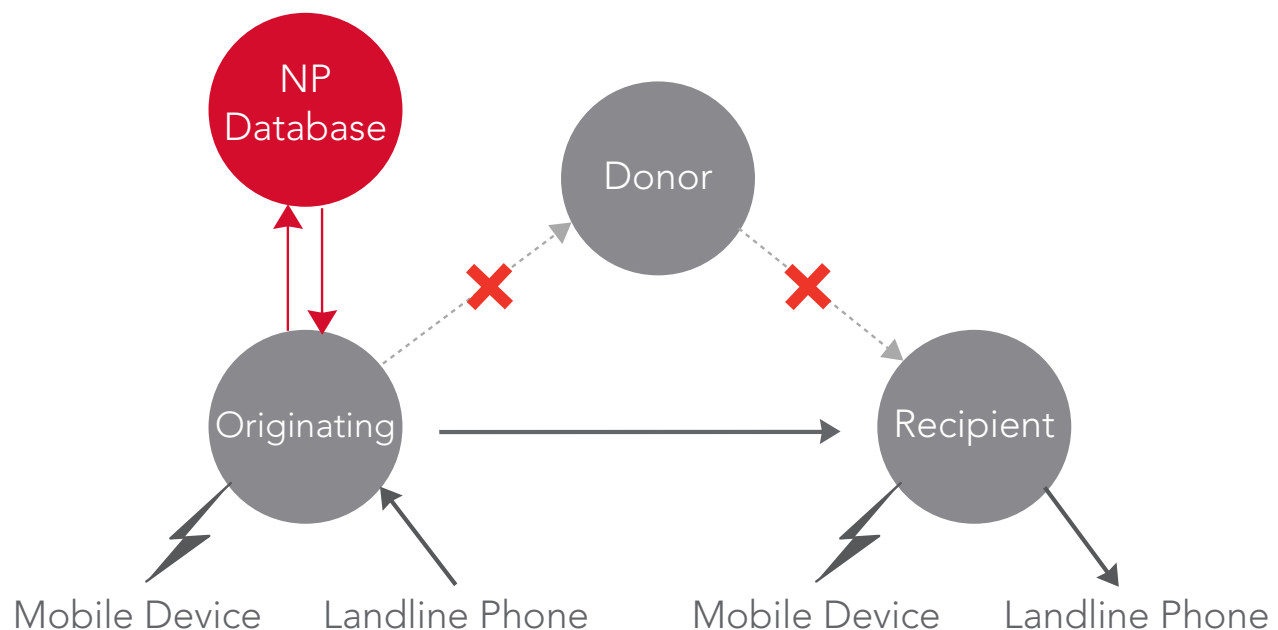 NP
Database
Donor
Originating
Recipient
Mobile Device
Landline Phone
Mobile Device
Landline Phone